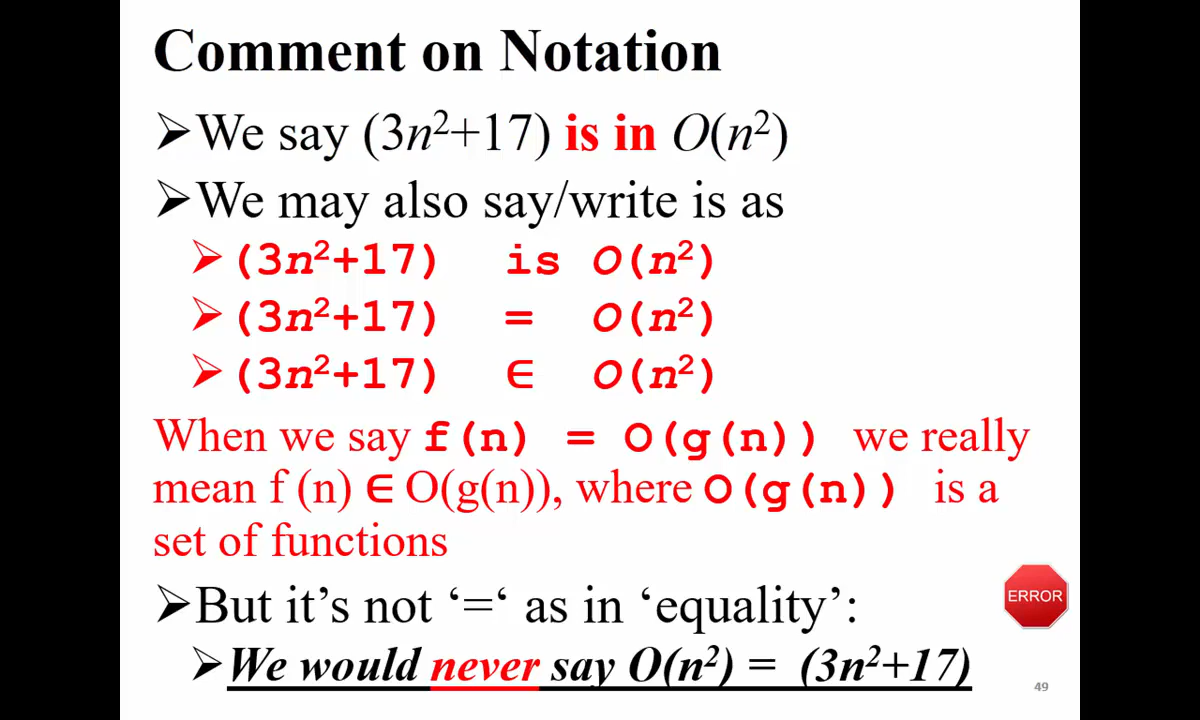 Comment on Notation
➢We say (3n²+17) is in O(n²)
➢We may also say/write is as
➢(3n²+17) is O(n²)
➢(3n²+17) = O(n²)
➢(3n²+17) ∈ O(n²)
When we say f(n) = O(g(n)) we really
mean f (n) ∈ O(g(n)), where O(g(n)) is a
set of functions
➢But it’s not ‘=‘ as in ‘equality’:
ERROR
➢We would never say O(n²) = (3n²+17)
49